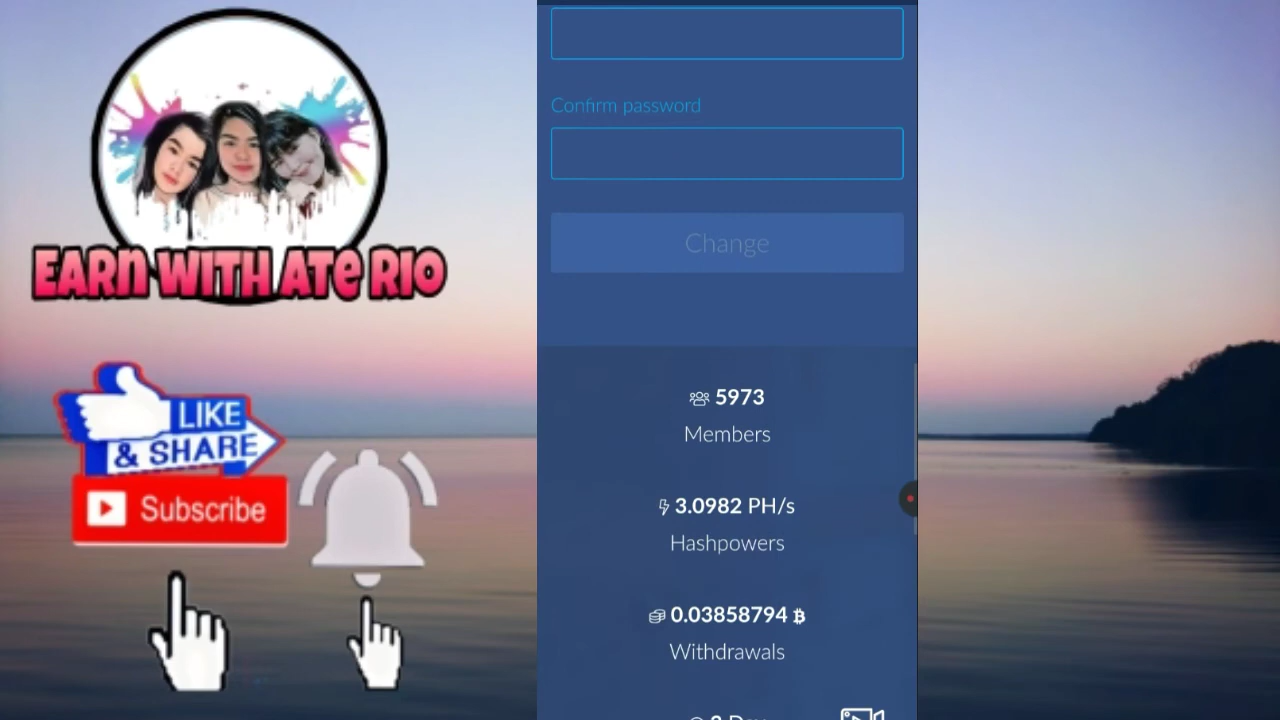 EARN WITH ATE RIO
LIKE
& SHARE
Subscribe
Confirm password
Change
5973
Members
3.0982 PH/s
Hashpowers
0.03858794 ₿
Withdrawals